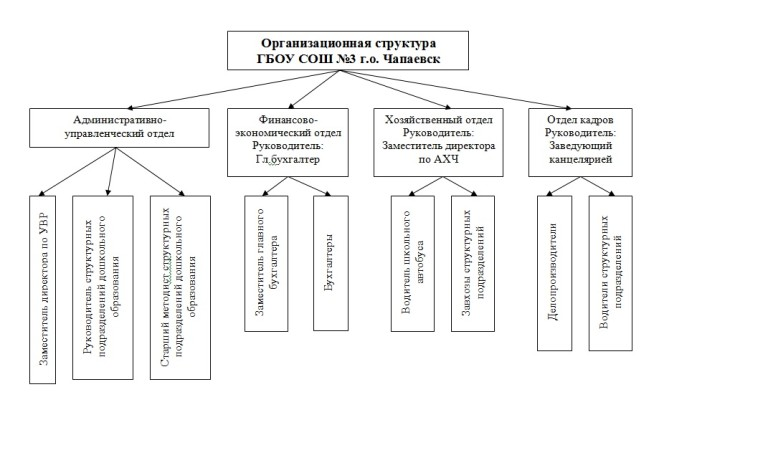 Организационная структура
ГБОУ СОШ №3 г.о. Чапаевск
Административно-
управленческий отдел
Финансово-
экономический отдел
Руководитель:
Гл.бухгалтер
Хозяйственный отдел
Руководитель:
Заместитель директора
по АХЧ
Отдел кадров
Руководитель:
Заведующий
канцелярией
Заместитель директора по УВР
Руководитель структурных
подразделений дошкольного
образования
Старший методист структурных
подразделений дошкольного
образования
Заместитель главного
бухгалтера
Бухгалтеры
Водитель школьного
автобуса
Завхозы структурных
подразделений
Делопроизводители
Водители структурных
подразделений